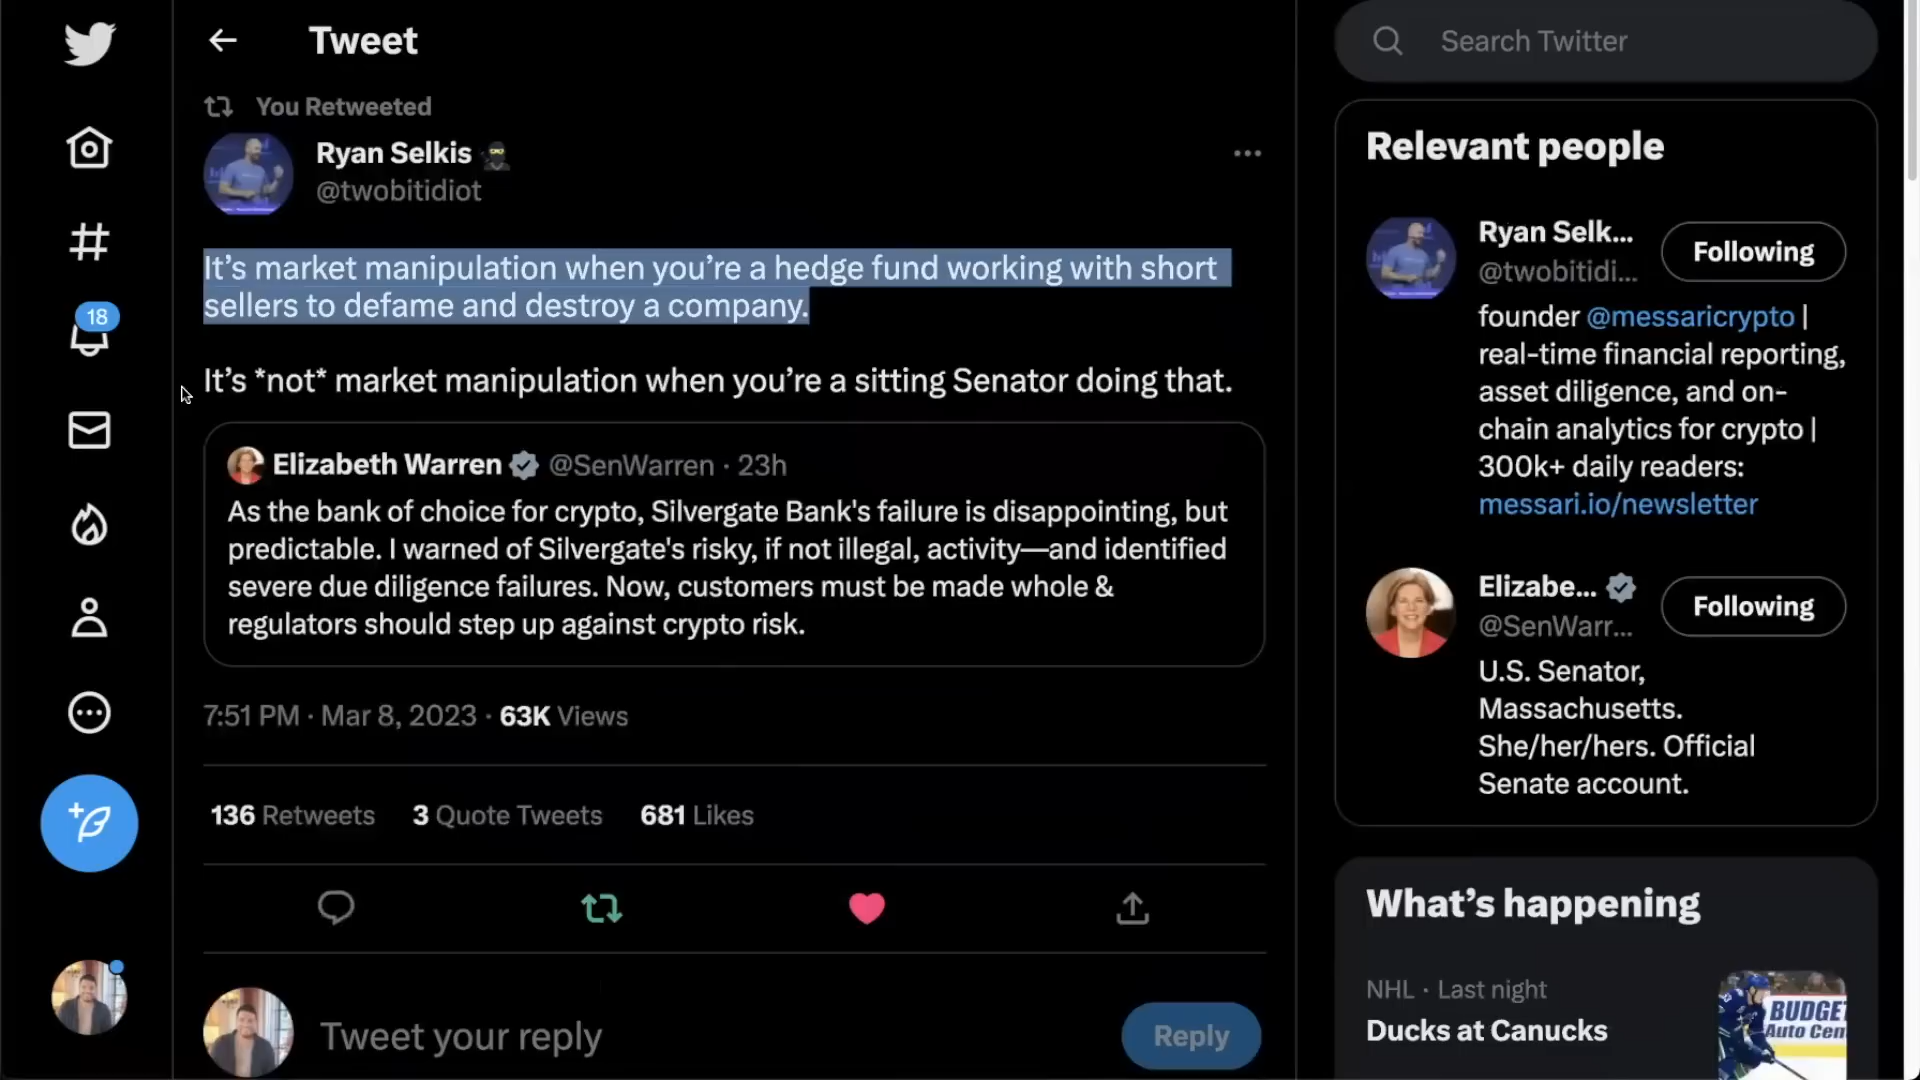 Tweet
Search Twitter
You Retweeted
Ryan Selkis
@twobitidiot
It’s market manipulation when you’re a hedge fund working with short
sellers to defame and destroy a company.
It’s *not* market manipulation when you’re a sitting Senator doing that.
Elizabeth Warren @SenWarren · 23h
As the bank of choice for crypto, Silvergate Bank's failure is disappointing, but
predictable. I warned of Silvergate's risky, if not illegal, activity—and identified
severe due diligence failures. Now, customers must be made whole &
regulators should step up against crypto risk.
7:51 PM · Mar 8, 2023 · 63K Views
136 Retweets 3 Quote Tweets 681 Likes
Tweet your reply
Reply
18
Relevant people
Ryan Selk...
@twobitidi...
Following
founder @messaricrypto |
real-time financial reporting,
asset diligence, and on-
chain analytics for crypto |
300k+ daily readers:
messari.io/newsletter
Elizabe...
@SenWarr...
Following
U.S. Senator,
Massachusetts.
She/her/hers. Official
Senate account.
What’s happening
NHL · Last night
Ducks at Canucks
BUDGET
Auto Cen